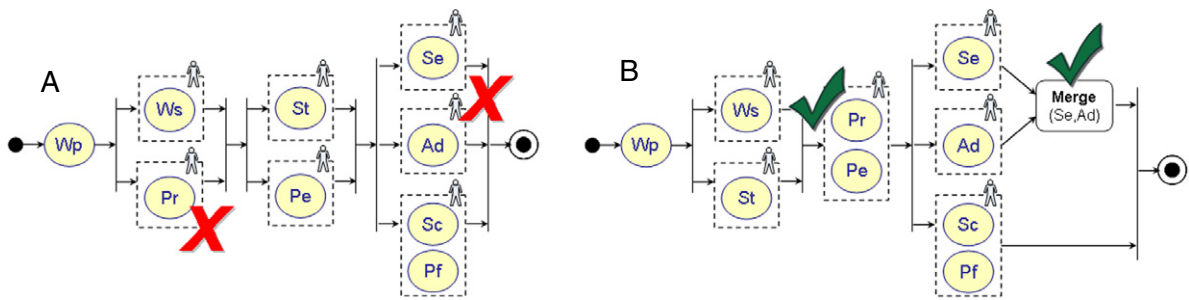 A
Wp
Ws
Pr
St
Pe
Se
Ad
Sc
Pf
B
Wp
Ws
St
Pr
Pe
Se
Ad
Sc
Pf
Merge
(Se,Ad)